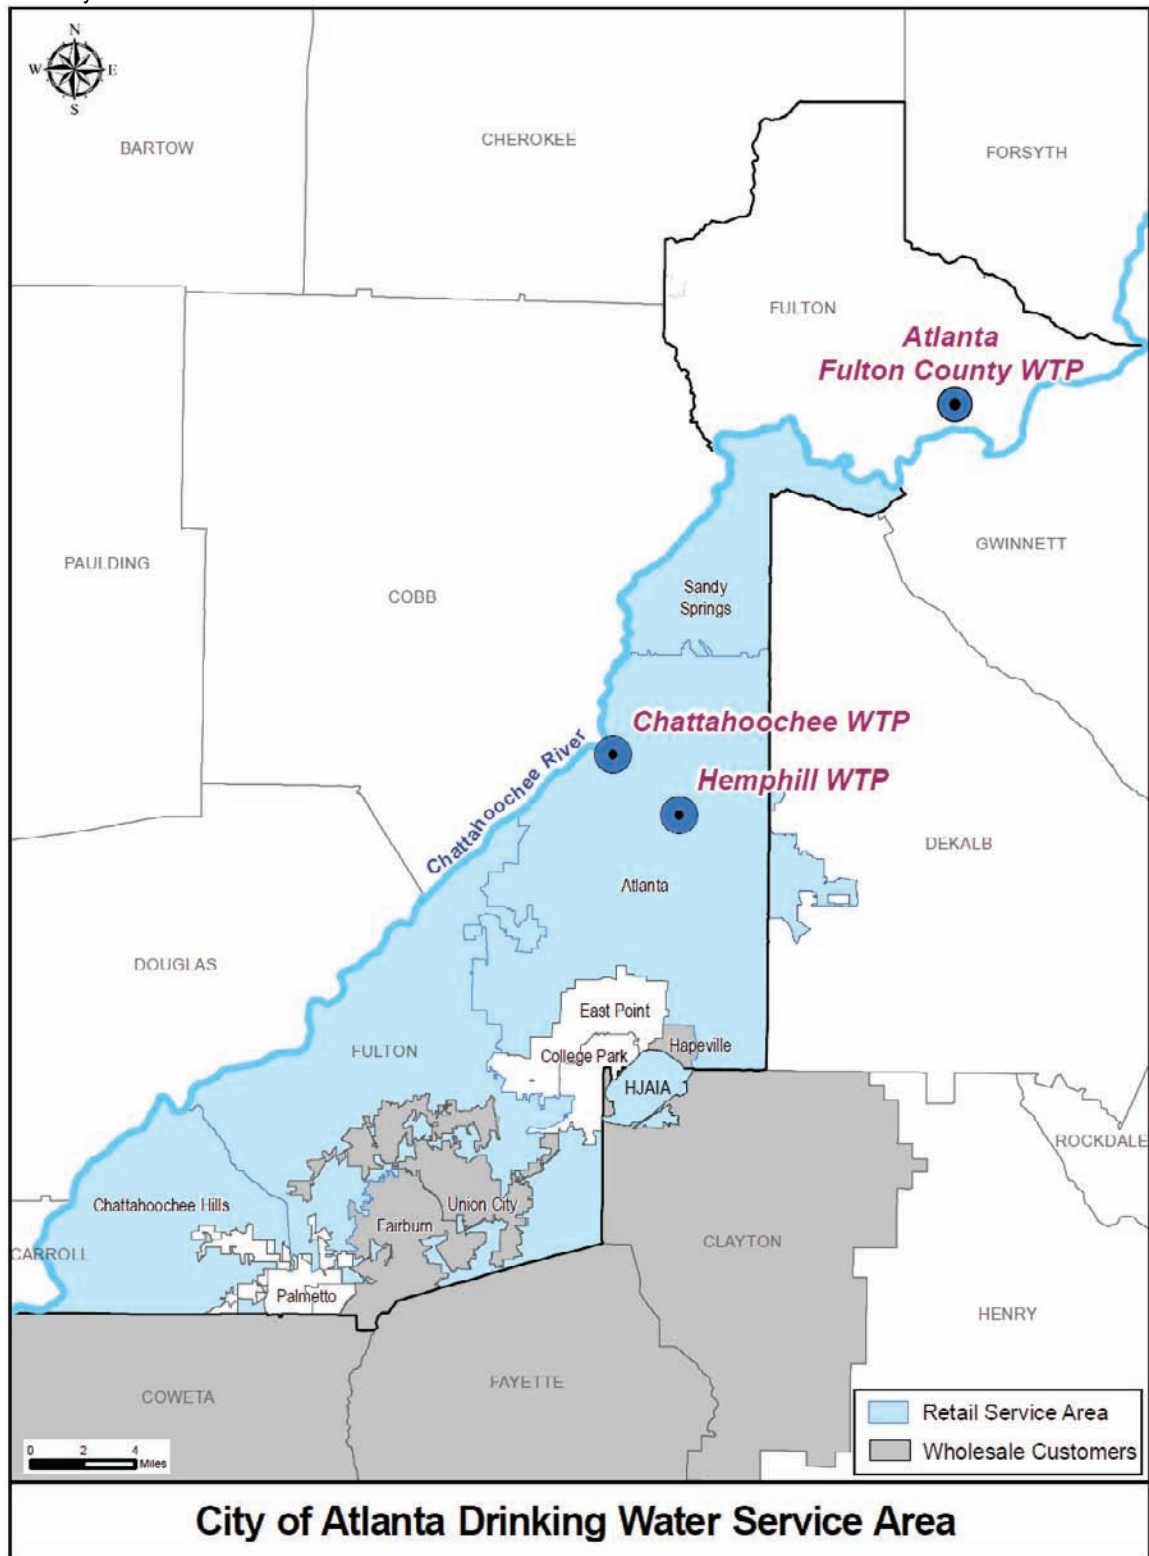 N
W E
S
BARTOW
CHEROKEE
FORSYTH
FULTON
Atlanta
Fulton County WTP
PAULDING
COBB
GWINNETT
Sandy
Springs
Chattahoochee WTP
Chattahoochee River
Hemphill WTP
DEKALB
Atlanta
DOUGLAS
East Point
FULTON
College Park
Hapeville
HJAIA
ROCKDALE
Chattahoochee Hills
Union City
Fairburn
CARROLL
CLAYTON
Palmetto
HENRY
COWETA
FAYETTE
Retail Service Area
Wholesale Customers
0 2 4
Miles
City of Atlanta Drinking Water Service Area